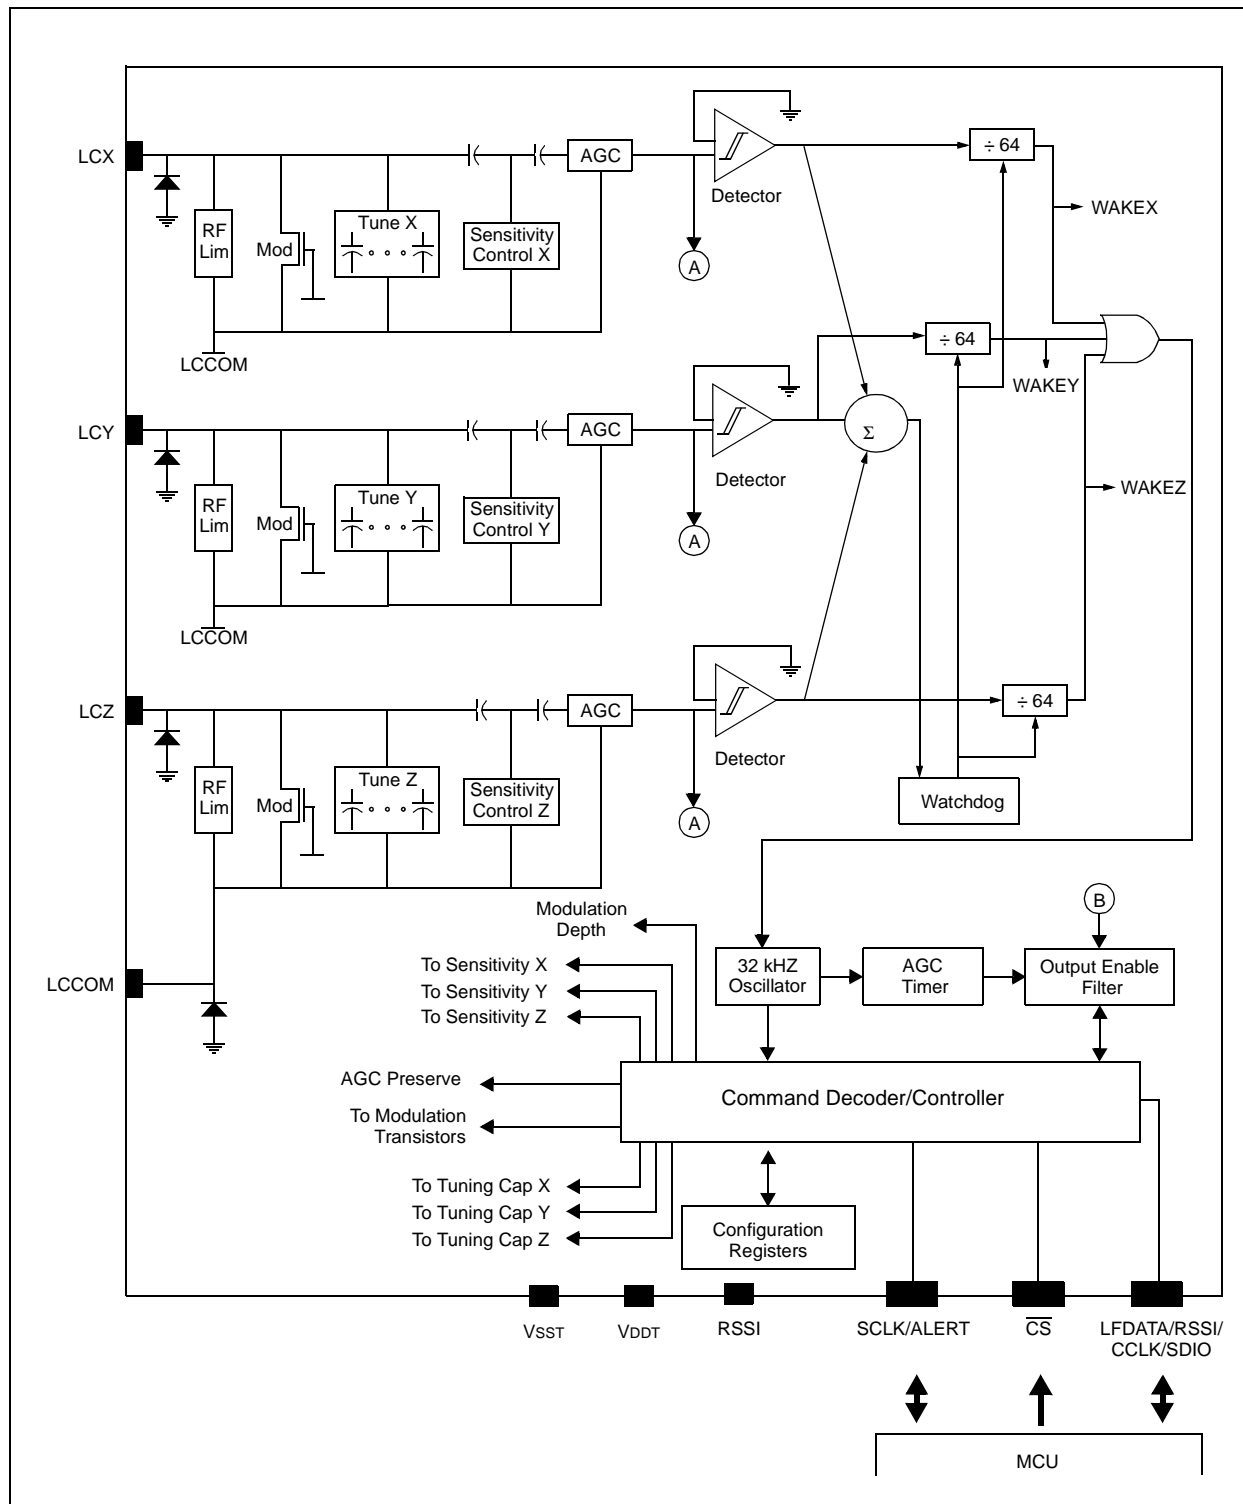 LCX
AGC
÷ 64
Detector
WAKEX
RF
Lim
Mod
Tune X
Sensitivity
Control X
A
LCCOM
÷ 64
WAKEY
LCY
AGC
Σ
Detector
WAKEZ
RF
Lim
Mod
Tune Y
Sensitivity
Control Y
A
LCCOM
LCZ
AGC
÷ 64
Detector
RF
Lim
Mod
Tune Z
Sensitivity
Control Z
A
Watchdog
Modulation
Depth
B
LCCOM
To Sensitivity X
To Sensitivity Y
To Sensitivity Z
32 kHZ
Oscillator
AGC
Timer
Output Enable
Filter
AGC Preserve
To Modulation
Transistors
Command Decoder/Controller
To Tuning Cap X
To Tuning Cap Y
To Tuning Cap Z
Configuration
Registers
VSST
VDDT
RSSI
SCLK/ALERT
CS
LFDATA/RSSI/
CCLK/SDIO
MCU